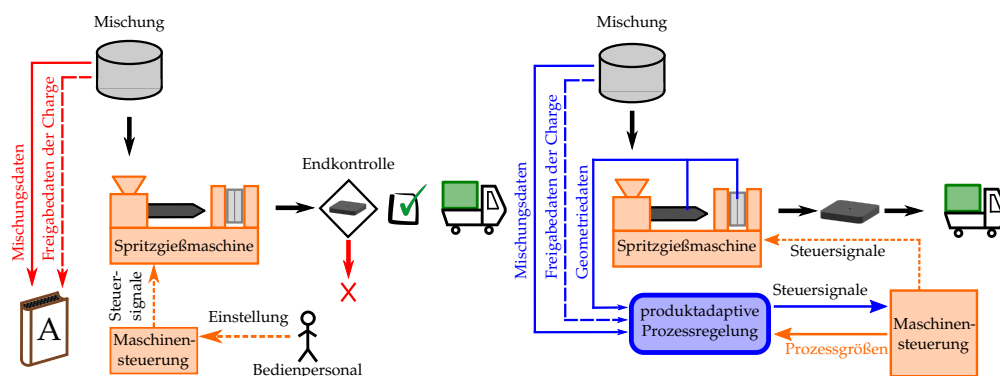 Mischung
Mischungsdaten
Freigabedaten der Charge
Endkontrolle
Spritzgießmaschine
Steuer-
signale
A
Maschinen-
steuerung
Einstellung
Bedienpersonal
Mischung
Mischungsdaten
Freigabedaten der Charge
Geometriedaten
Spritzgießmaschine
Steuersignale
produktadaptive
Prozessregelung
Steuersignale
Prozessgrößen
Maschinen-
steuerung